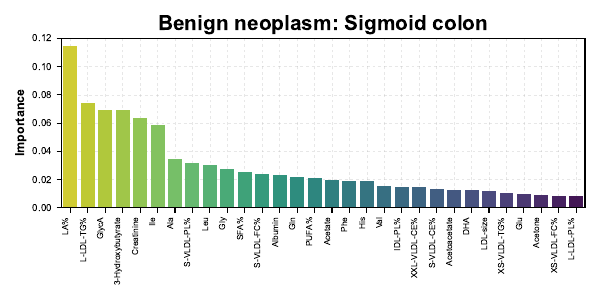 Benign neoplasm: Sigmoid colon
Importance
0.12
0.10
0.08
0.06
0.04
0.02
0.00
LA%
L-LDL-TG%
GlycA
3-Hydroxybutyrate
Creatinine
Ile
Ala
S-VLDL-PL%
Leu
Gly
SFA%
S-VLDL-FC%
Albumin
Gln
PUFA%
Acetate
Phe
His
Val
IDL-PL%
XXL-VLDL-CE%
S-VLDL-CE%
Acetoacetate
DHA
LDL-size
XS-VLDL-TG%
Glu
Acetone
XS-VLDL-FC%
L-LDL-PL%